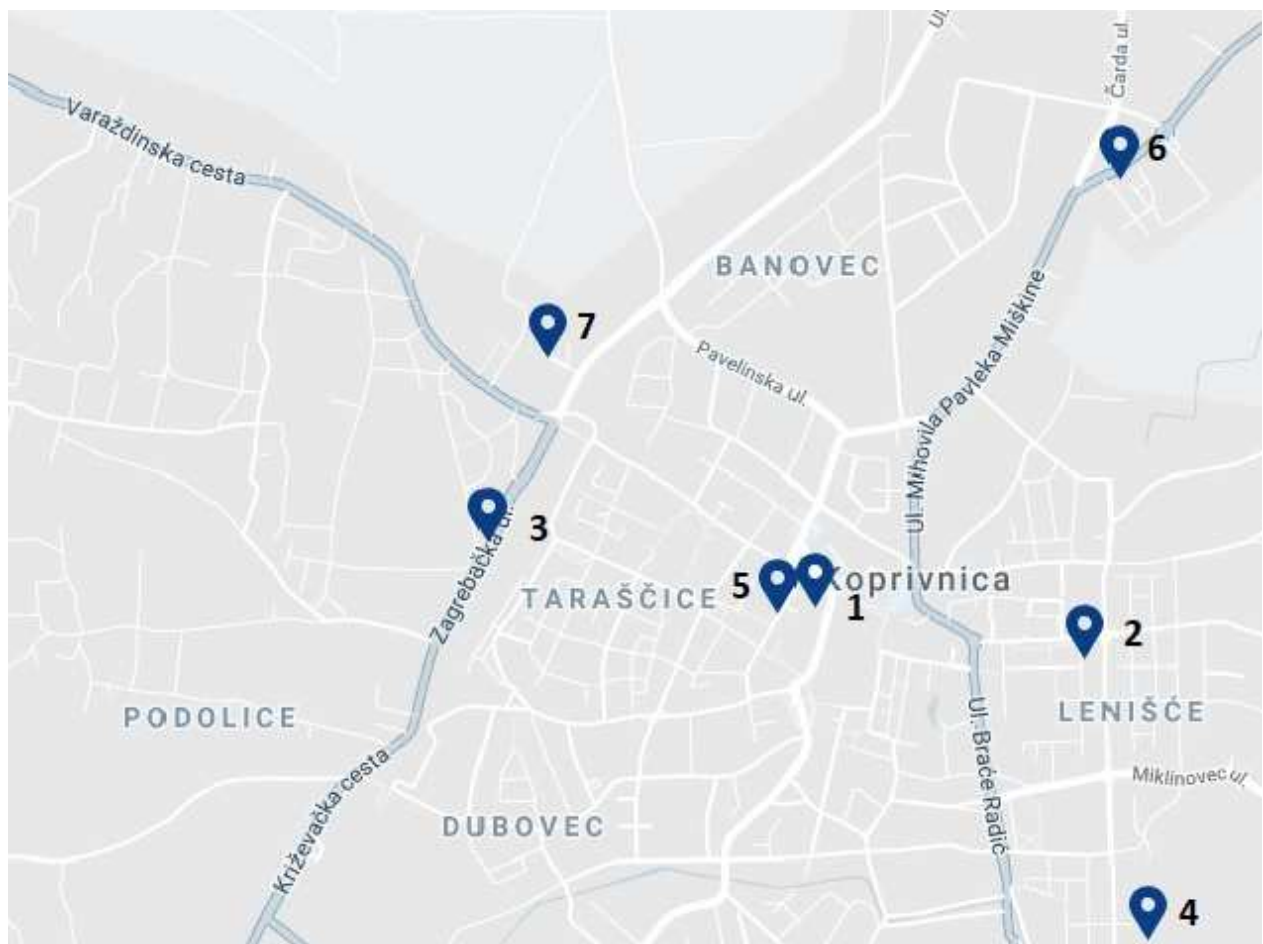 Ul.
Čarda ul.
Varaždinska cesta
6
BANOVEC
7
Ul. Mihovila Pavleka Miškine
Pavelinska ul.
3
Zagrebačka ul.
TARAŠČICE
5
1
Koprivnica
2
PODOLICE
LENIŠĆE
Ul. Braće Radić
Miklinovec ul.
DUBOVEC
Križevačka cesta
4